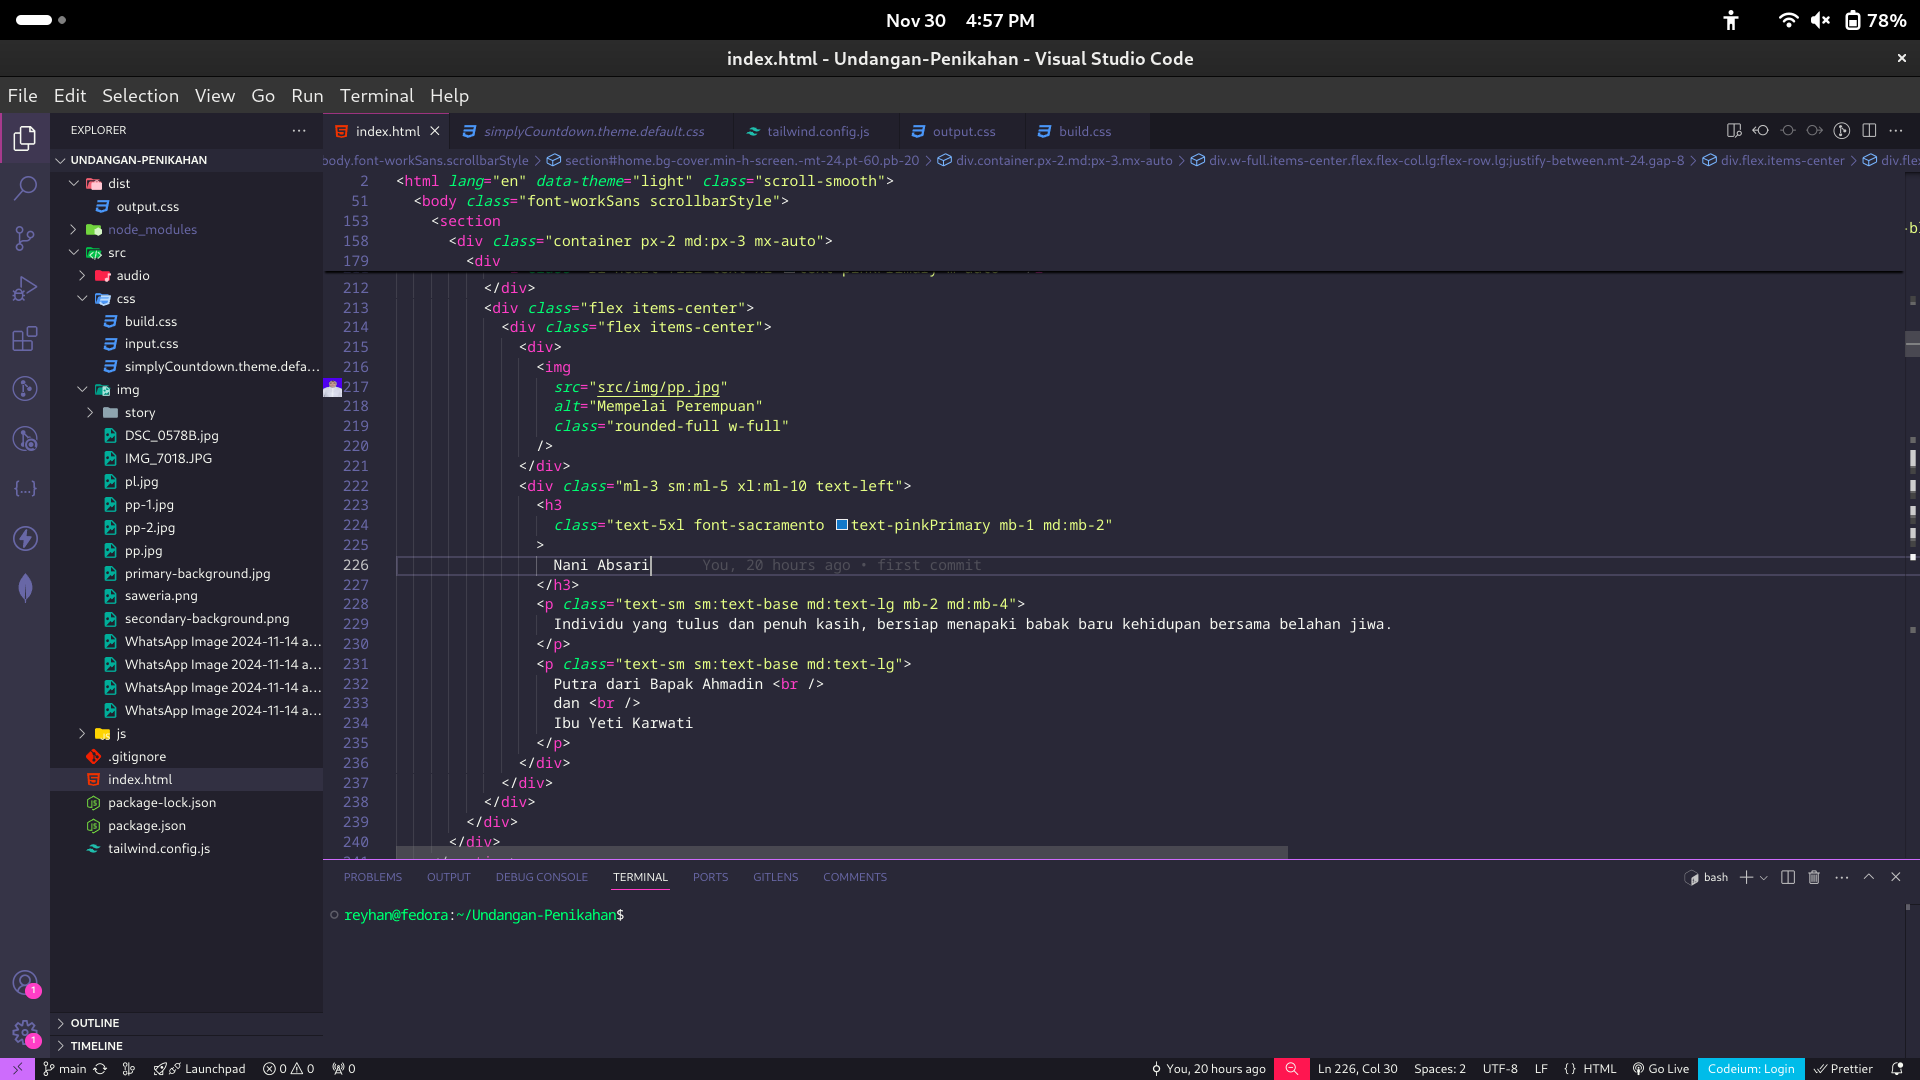 Nov 30 4:57 PM
78%
index.html - Undangan-Penikahan - Visual Studio Code
File Edit Selection View Go Run Terminal Help
EXPLORER
UNDANGAN-PENIKAHAN
dist
output.css
node_modules
src
audio
css
build.css
input.css
simplyCountdown.theme.defa...
img
story
DSC_0578B.jpg
IMG_7018.JPG
pl.jpg
pp-1.jpg
pp-2.jpg
pp.jpg
primary-background.jpg
saweria.png
secondary-background.png
WhatsApp Image 2024-11-14 a...
WhatsApp Image 2024-11-14 a...
WhatsApp Image 2024-11-14 a...
WhatsApp Image 2024-11-14 a...
js
.gitignore
index.html
package-lock.json
package.json
tailwind.config.js
OUTLINE
TIMELINE
index.html simplyCountdown.theme.default.css tailwind.config.js output.css build.css
body.font-workSans.scrollbarStyle > section#home.bg-cover.min-h-screen.-mt-24.pt-60.pb-20 > div.container.px-2.md:px-3.mx-auto > div.w-full.items-center.flex.flex-col.lg:flex-row.lg:justify-between.mt-24.gap-8 > div.flex.items-center > div.fle
2 <html lang="en" data-theme="light" class="scroll-smooth">
51 <body class="font-workSans scrollbarStyle">
153 <section
158 <div class="container px-2 md:px-3 mx-auto">
179 <div
212 </div>
213 <div class="flex items-center">
214 <div class="flex items-center">
215 <div>
216 <img
217 src="src/img/pp.jpg"
218 alt="Mempelai Perempuan"
219 class="rounded-full w-full"
220 />
221 </div>
222 <div class="ml-3 sm:ml-5 xl:ml-10 text-left">
223 <h3
224 class="text-5xl font-sacramento text-pinkPrimary mb-1 md:mb-2"
225 >
226 Nani Absari You, 20 hours ago • first commit
227 </h3>
228 <p class="text-sm sm:text-base md:text-lg mb-2 md:mb-4">
229 Individu yang tulus dan penuh kasih, bersiap menapaki babak baru kehidupan bersama belahan jiwa.
230 </p>
231 <p class="text-sm sm:text-base md:text-lg">
232 Putra dari Bapak Ahmadin <br />
233 dan <br />
234 Ibu Yeti Karwati
235 </p>
236 </div>
237 </div>
238 </div>
239 </div>
240 </div>
PROBLEMS OUTPUT DEBUG CONSOLE TERMINAL PORTS GITLENS COMMENTS
bash
reyhan@fedora:~/Undangan-Penikahan$
1
1
main Launchpad 0 0 0 You, 20 hours ago Ln 226, Col 30 Spaces: 2 UTF-8 LF {} HTML Go Live Codeium: Login Prettier